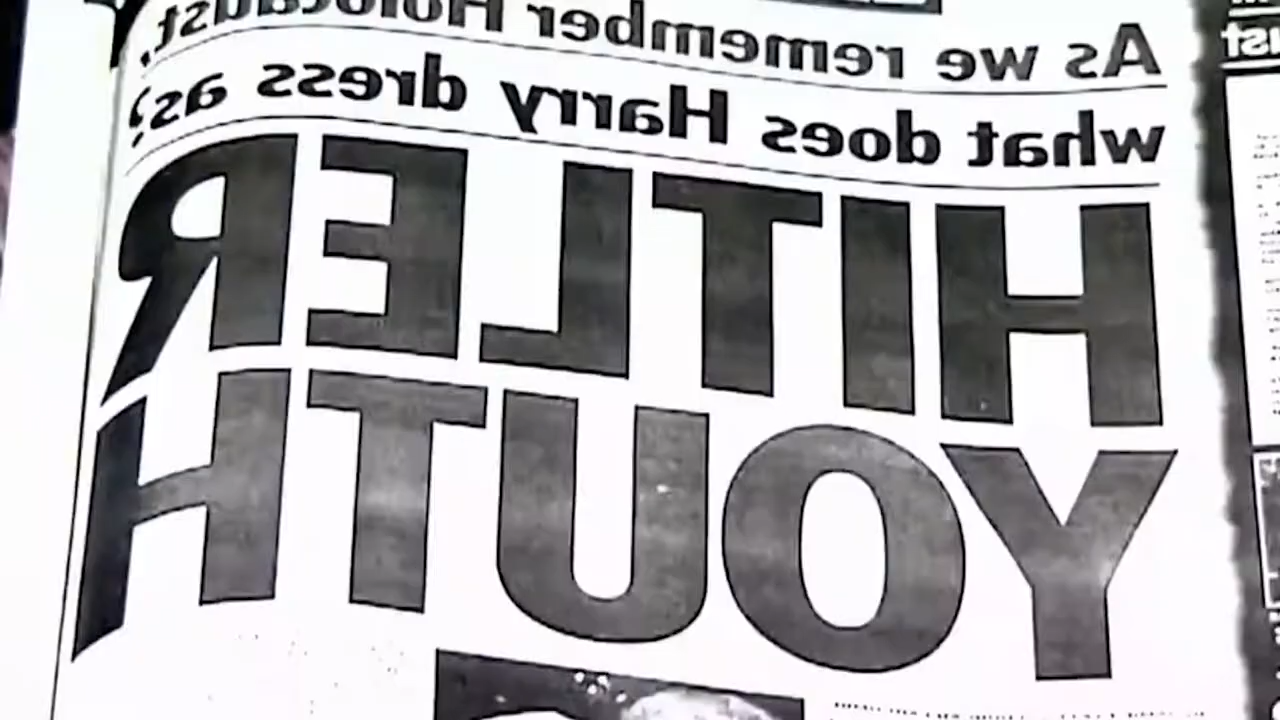 As we remember Holocaust,
what does Harry dress as?
HITLER
YOUTH